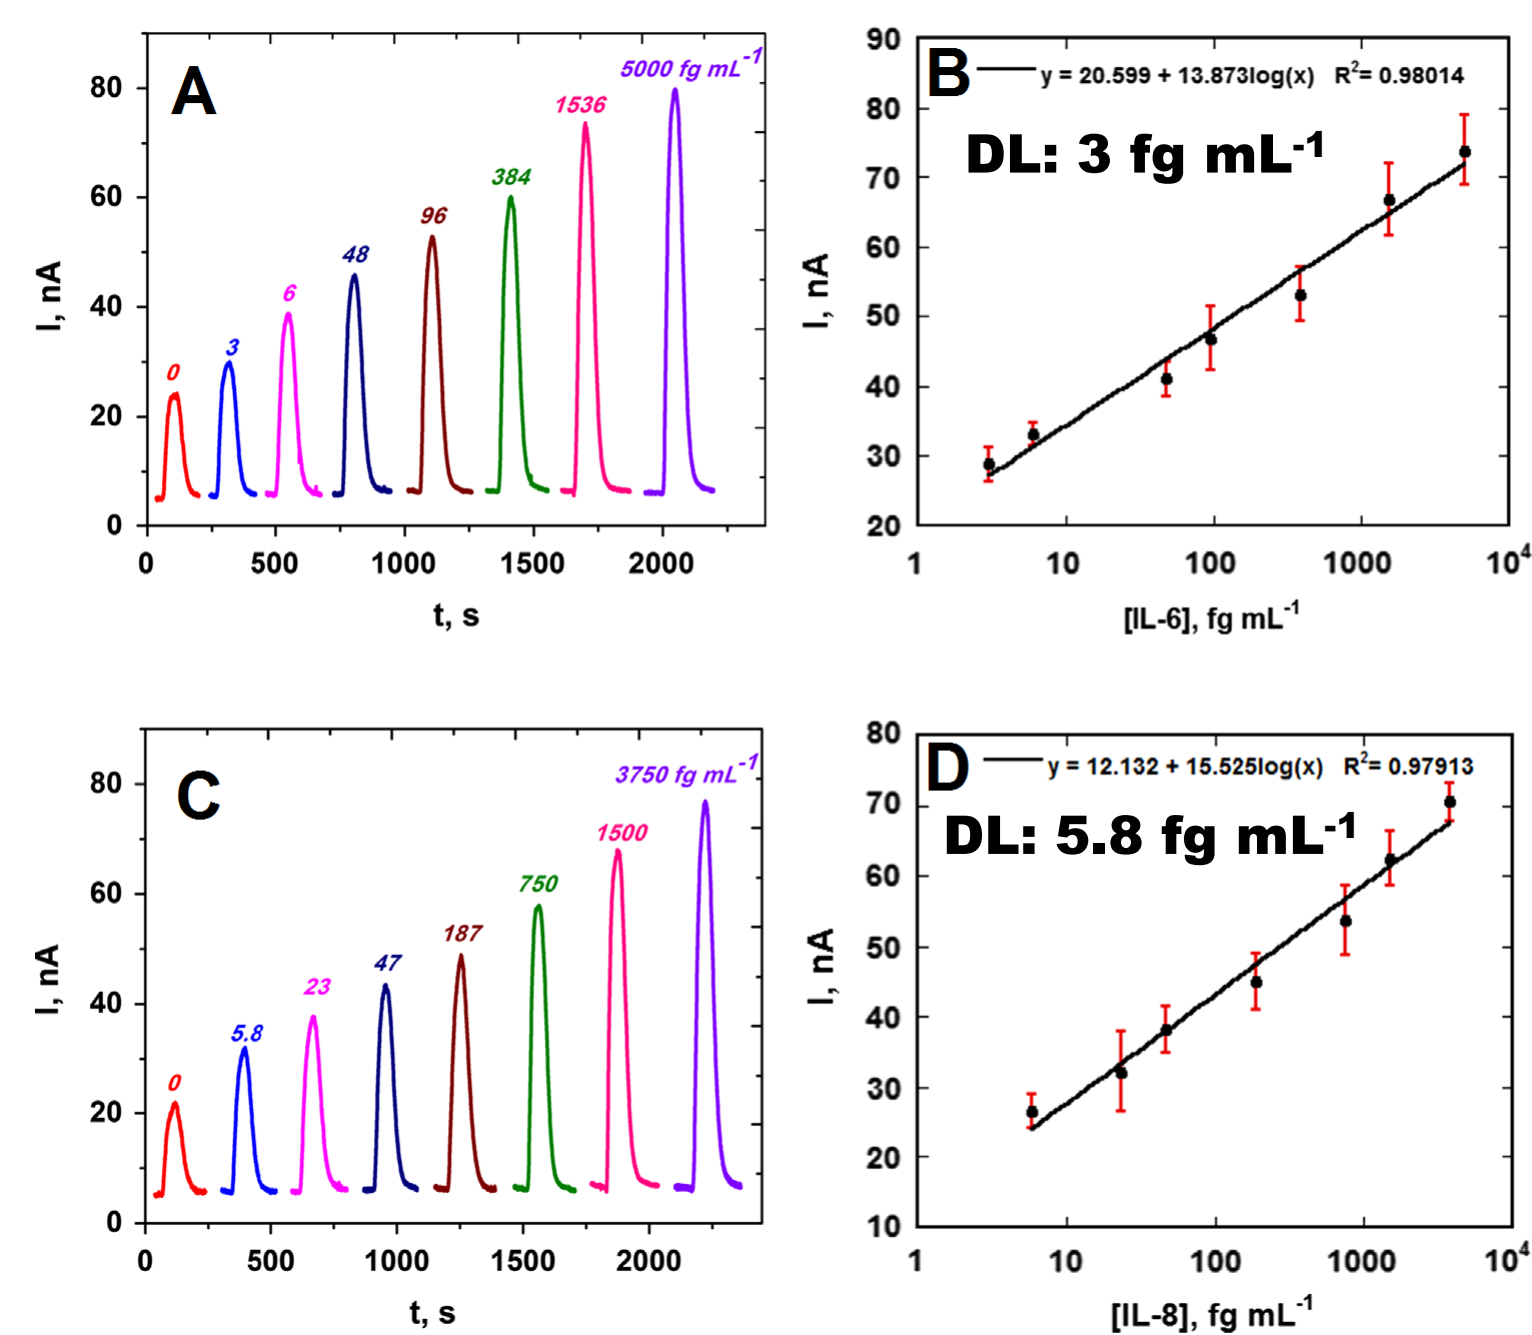 A
80
60
40
20
0
I, nA
0
3
6
48
96
384
1536
5000 fg mL⁻¹
0 500 1000 1500 2000
t, s
B
y = 20.599 + 13.873log(x) R²= 0.98014
DL: 3 fg mL⁻¹
90
80
70
60
50
40
30
20
I, nA
1 10 100 1000 10⁴
[IL-6], fg mL⁻¹
C
80
60
40
20
0
I, nA
0
5.8
23
47
187
750
1500
3750 fg mL⁻¹
0 500 1000 1500 2000
t, s
D
y = 12.132 + 15.525log(x) R²= 0.97913
DL: 5.8 fg mL⁻¹
80
70
60
50
40
30
20
10
I, nA
1 10 100 1000 10⁴
[IL-8], fg mL⁻¹